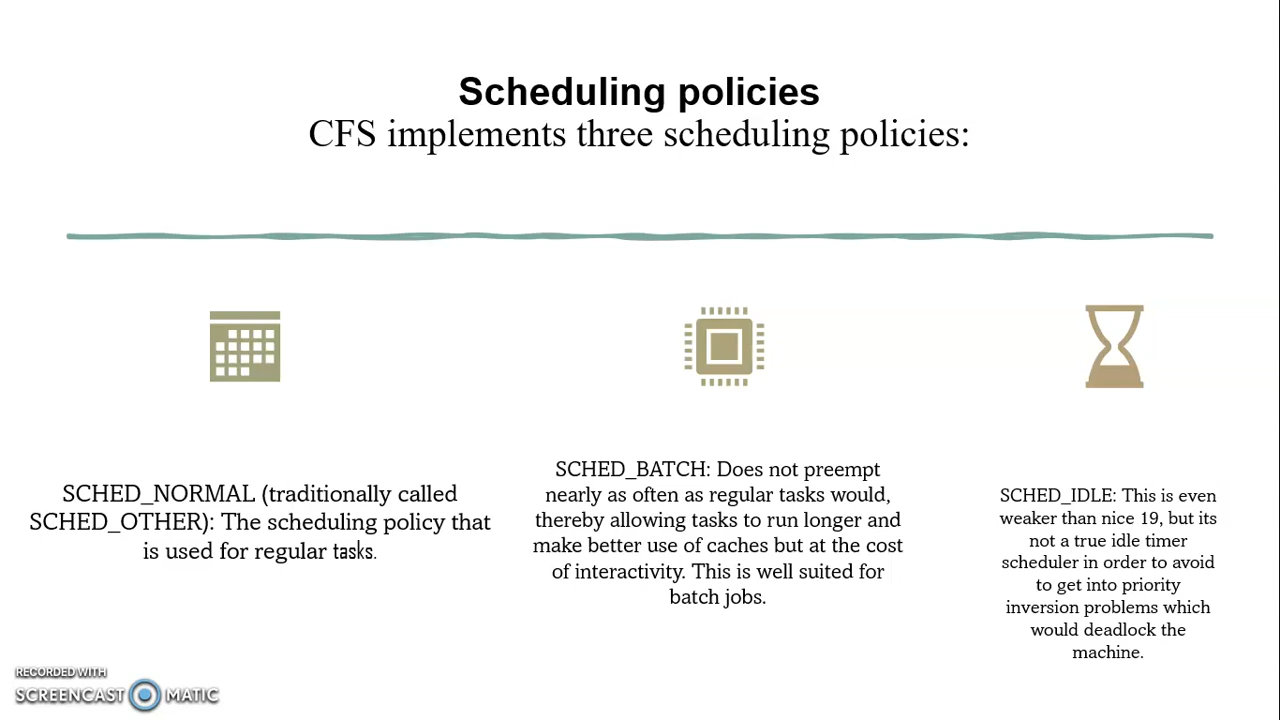 Scheduling policies
CFS implements three scheduling policies:
SCHED_NORMAL (traditionally called
SCHED_OTHER): The scheduling policy that
is used for regular tasks.
SCHED_BATCH: Does not preempt
nearly as often as regular tasks would,
thereby allowing tasks to run longer and
make better use of caches but at the cost
of interactivity. This is well suited for
batch jobs.
SCHED_IDLE: This is even
weaker than nice 19, but its
not a true idle timer
scheduler in order to avoid
to get into priority
inversion problems which
would deadlock the
machine.
RECORDED WITH
SCREENCAST MATIC